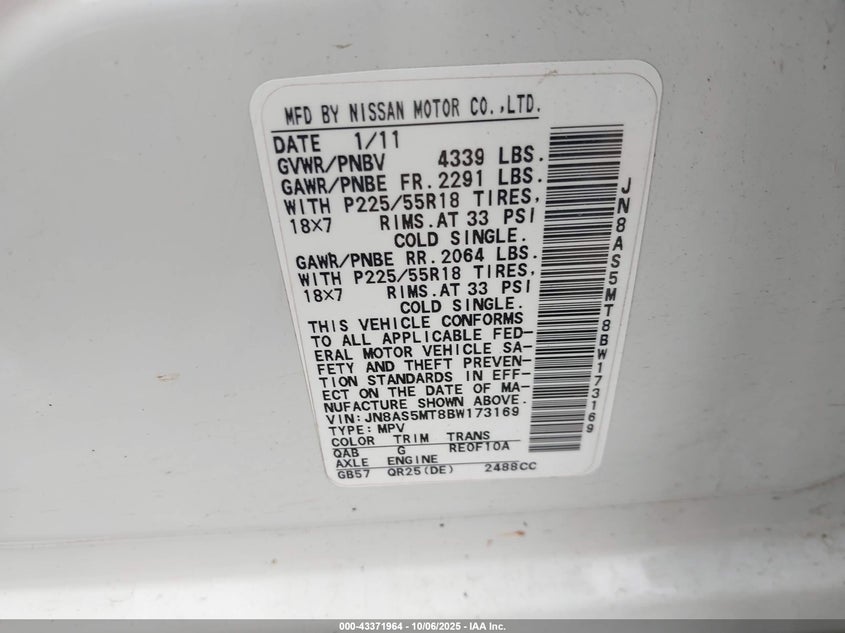 MFD BY NISSAN MOTOR CO.,LTD.
DATE 1/11
GVWR/PNBV 4339 LBS.
GAWR/PNBE FR. 2291 LBS.
WITH P225/55R18 TIRES,
18X7 RIMS.AT 33 PSI
COLD SINGLE.
GAWR/PNBE RR. 2064 LBS.
WITH P225/55R18 TIRES,
18X7 RIMS.AT 33 PSI
COLD SINGLE.
THIS VEHICLE CONFORMS
TO ALL APPLICABLE FED-
ERAL MOTOR VEHICLE SA-
FETY AND THEFT PREVEN-
TION STANDARDS IN EFF-
ECT ON THE DATE OF MA-
NUFACTURE SHOWN ABOVE.
VIN:JN8AS5MT8BW173169
TYPE:MPV
COLOR TRIM TRANS
QAB G RE0F10A
AXLE ENGINE
GB57 QR25(DE) 2488CC
JN8AS5MT8BW173169
000-43371964 - 10/06/2025 - IAA Inc.